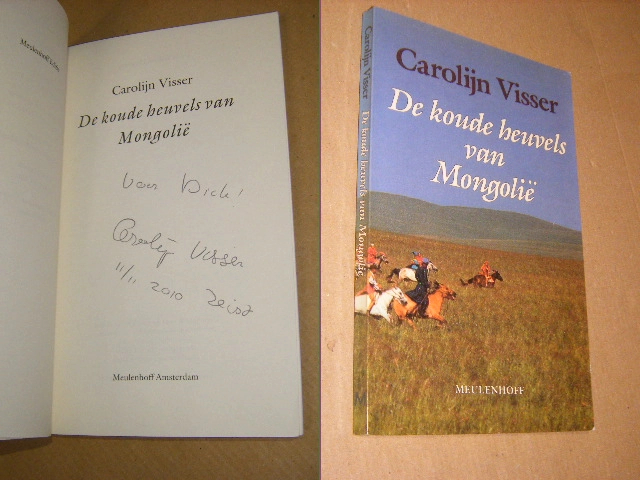 Meulenhoff
Carolijn Visser
De koude heuvels van
Mongolië
Voor Dick!
Carolijn Visser
11/11 2010 Zeist
Meulenhoff Amsterdam
Carolijn Visser
De koude heuvels van Mongolië
Carolijn Visser
De koude heuvels
van
Mongolië
MEULENHOFF